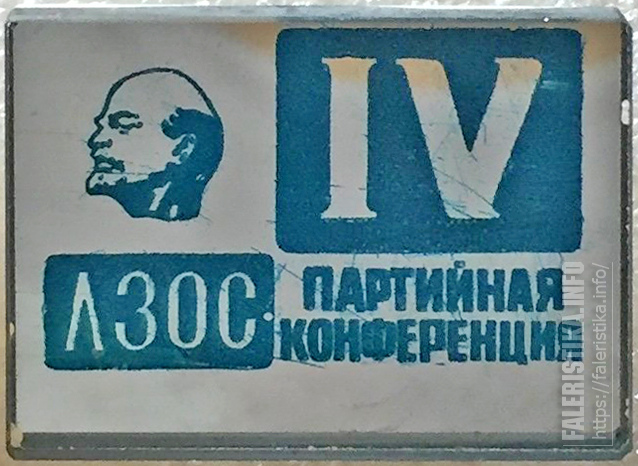 IV
ЛЗОС
ПАРТИЙНАЯ
КОНФЕРЕНЦИЯ
FALERISTIKA.INFO
https://faleristika.info/